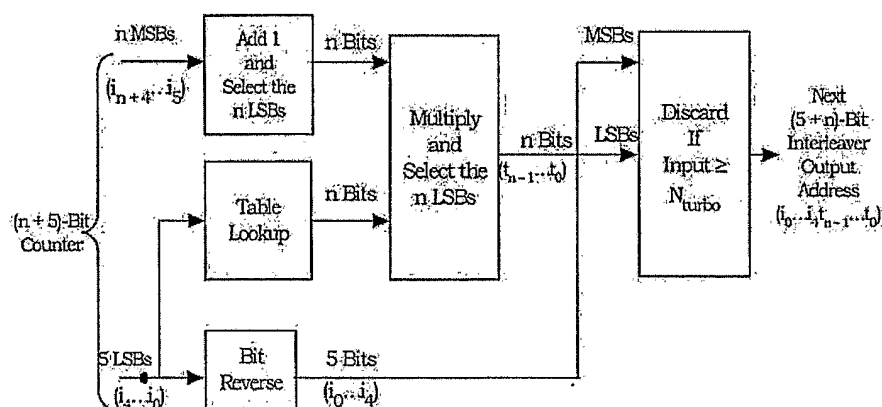 n MSBs
(i_{n+4}...i_5)
Add 1
and
Select the
n LSBs
n Bits
Table
Lookup
n Bits
(n+5)-Bit
Counter
5 LSBs
(i_4...i_0)
Bit
Reverse
5 Bits
(i_0...i_4)
Multiply
and
Select the
n LSBs
n Bits
(t_{n-1}...t_0)
MSBs
LSBs
Discard
If
Input ≥
N_{turbo}
Next
(5+n)-Bit
Interleaver
Output
Address
(i_0...i_4t_{n-1}...t_0)